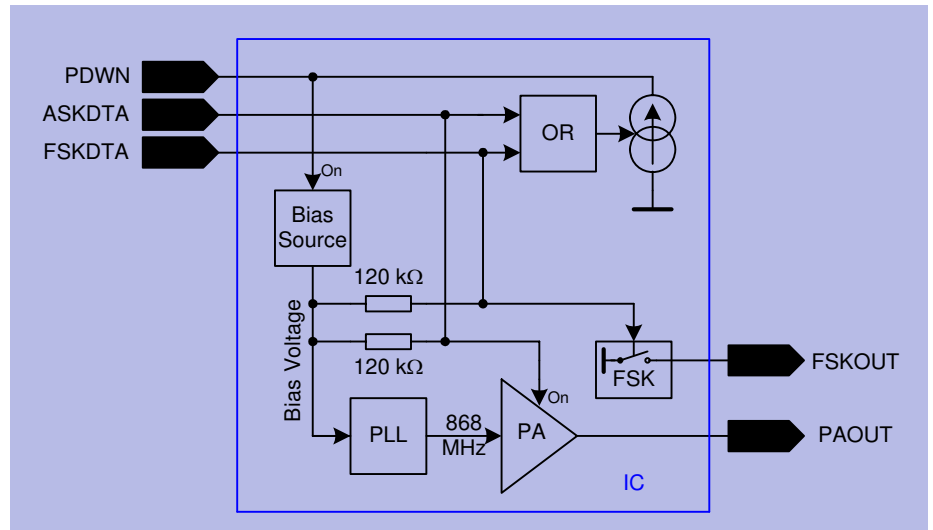 PDWN
ASKDTA
FSKDTA
OR
On
Bias
Source
120 kΩ
Bias Voltage
120 kΩ
FSK
FSKOUT
On
PLL
868
MHz
PA
PAOUT
IC